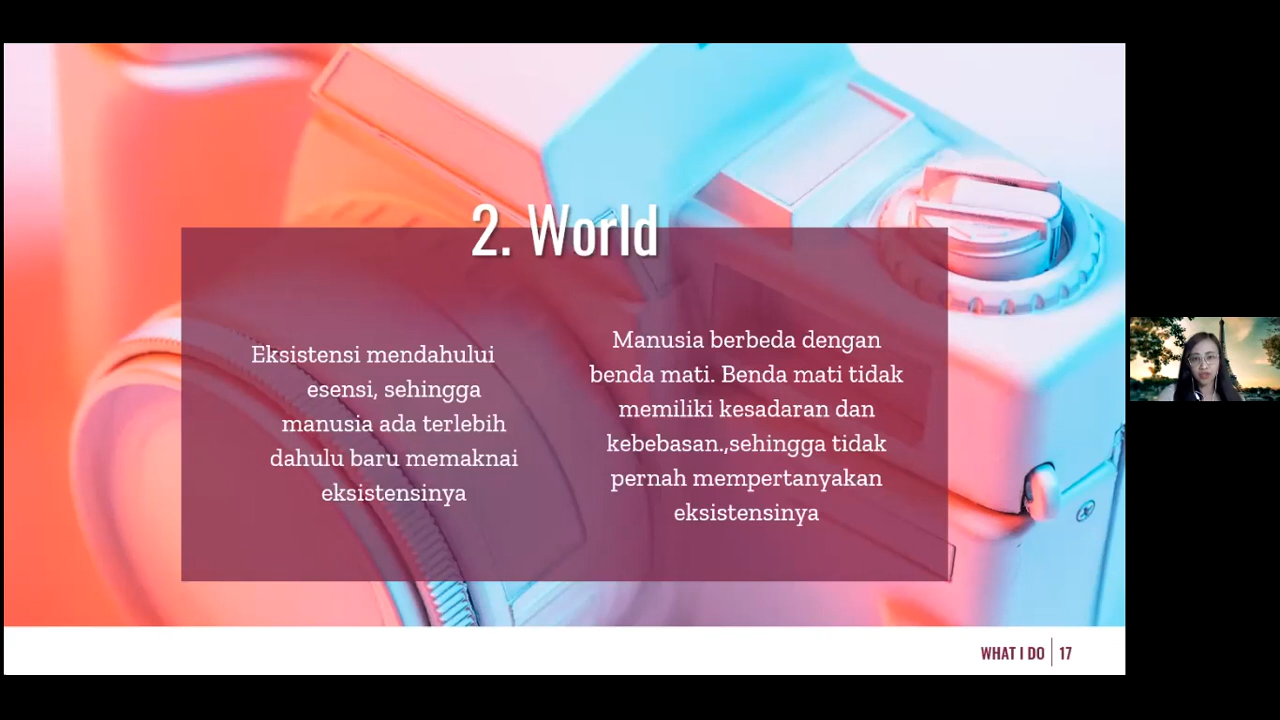 2. World
Eksistensi mendahului
esensi, sehingga
manusia ada terlebih
dahulu baru memaknai
eksistensinya
Manusia berbeda dengan
benda mati. Benda mati tidak
memiliki kesadaran dan
kebebasan.,sehingga tidak
pernah mempertanyakan
eksistensinya
WHAT I DO 17